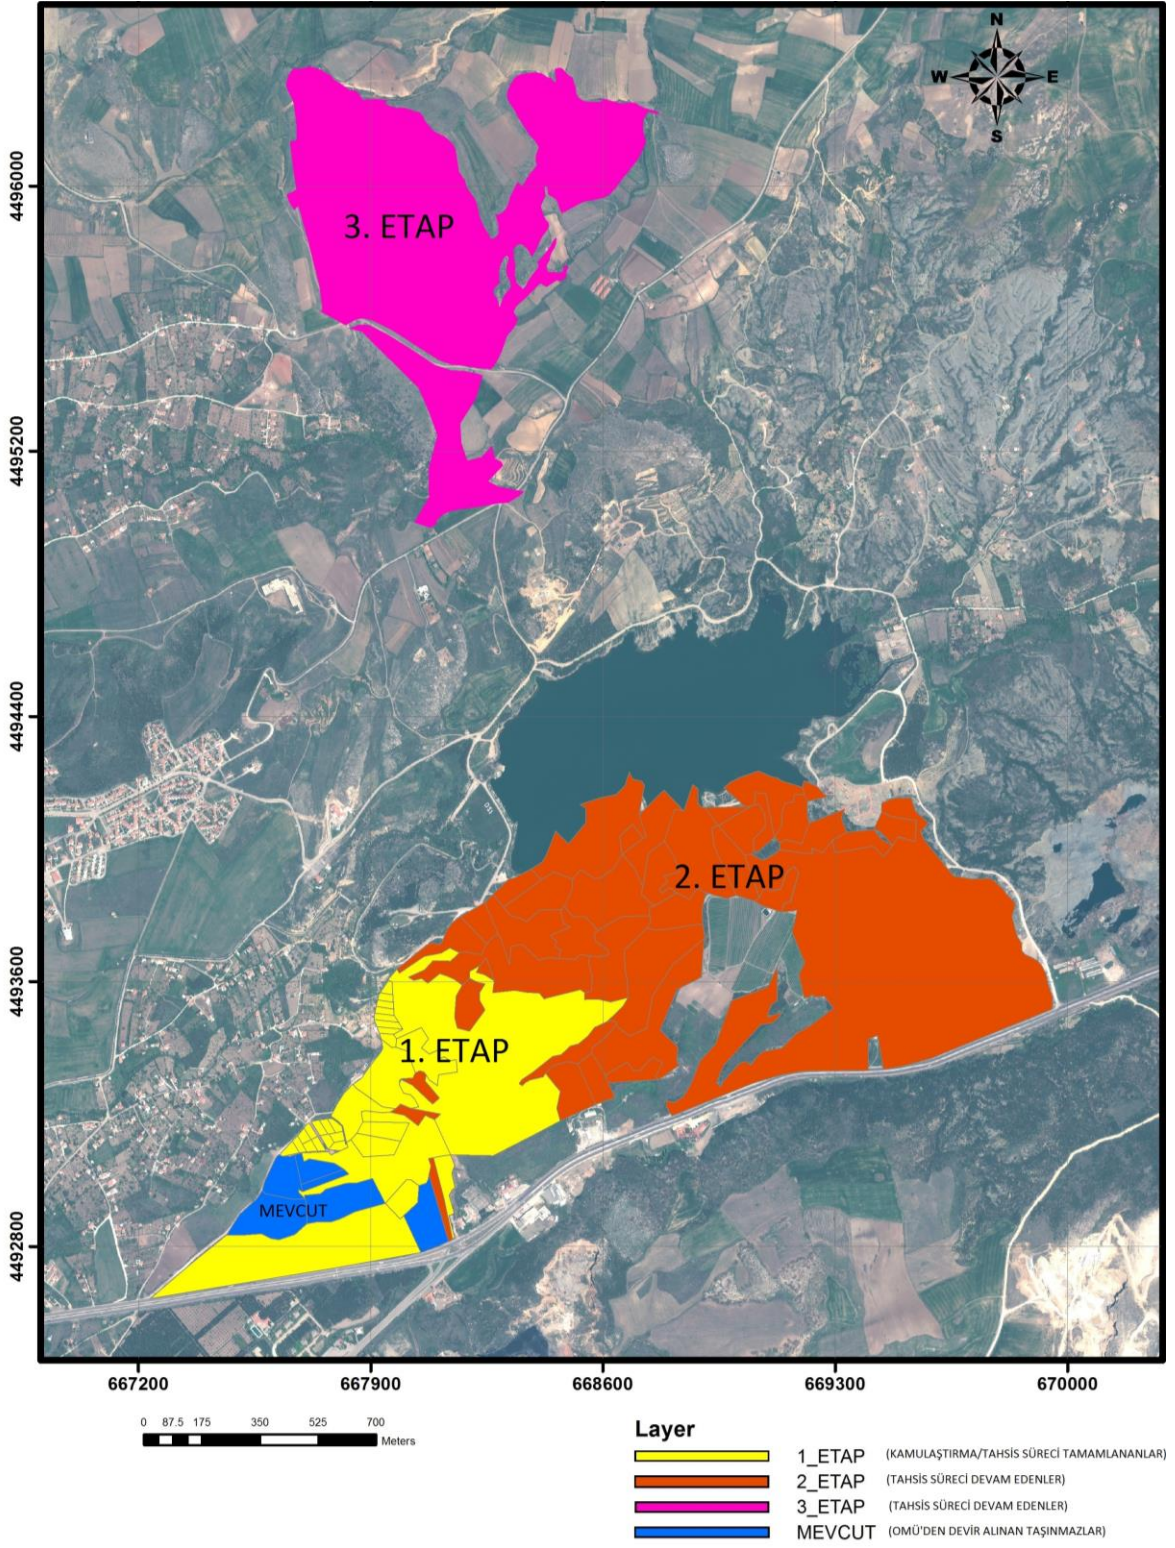 N
W E
S
4496000
4495200
4494400
4493600
4492800
3. ETAP
2. ETAP
1. ETAP
MEVCUT
667200 667900 668600 669300 670000
0 87.5 175 350 525 700
Meters
Layer
1_ETAP (KAMULAŞTIRMA/TAHSİS SÜRECİ TAMAMLANANLAR)
2_ETAP (TAHSİS SÜRECİ DEVAM EDENLER)
3_ETAP (TAHSİS SÜRECİ DEVAM EDENLER)
MEVCUT (OMÜ'DEN DEVİR ALINAN TAŞINMAZLAR)